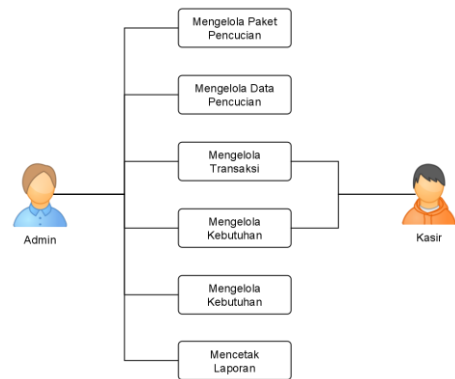 Mengelola Paket
Pencucian
Mengelola Data
Pencucian
Mengelola
Transaksi
Admin
Kasir
Mengelola
Kebutuhan
Mengelola
Kebutuhan
Mencetak
Laporan